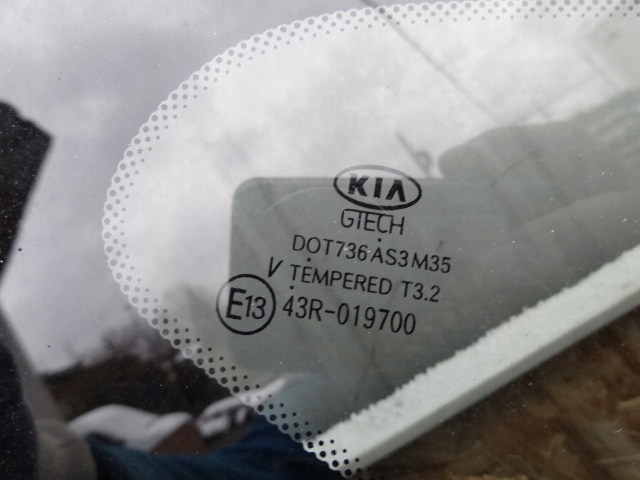 KIA
GTECH
DOT736AS3M35
V TEMPERED T3.2
E13 43R-019700